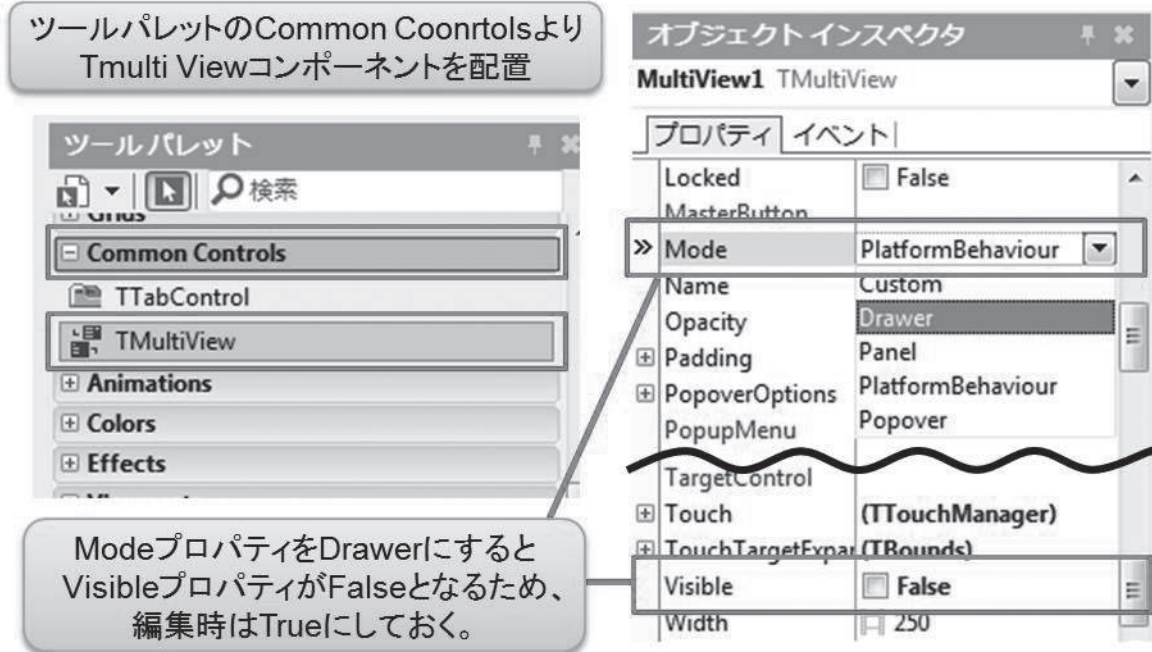 ツールパレットのCommon Coonrtolsより
Tmulti Viewコンポーネントを配置
ツール パレット
検索
Grids
Common Controls
TTabControl
TMultiView
Animations
Colors
Effects
オブジェクト インスペクタ
MultiView1 TMultiView
プロパティ イベント
Locked False
MasterButton
Mode PlatformBehaviour
Name Custom
Opacity Drawer
Padding Panel
PopoverOptions PlatformBehaviour
PopupMenu Popover
TargetControl
Touch (TTouchManager)
TouchTargetExpar (TBounds)
Visible False
Width 250
ModeプロパティをDrawerにすると
VisibleプロパティがFalseとなるため、
編集時はTrueにしておく。